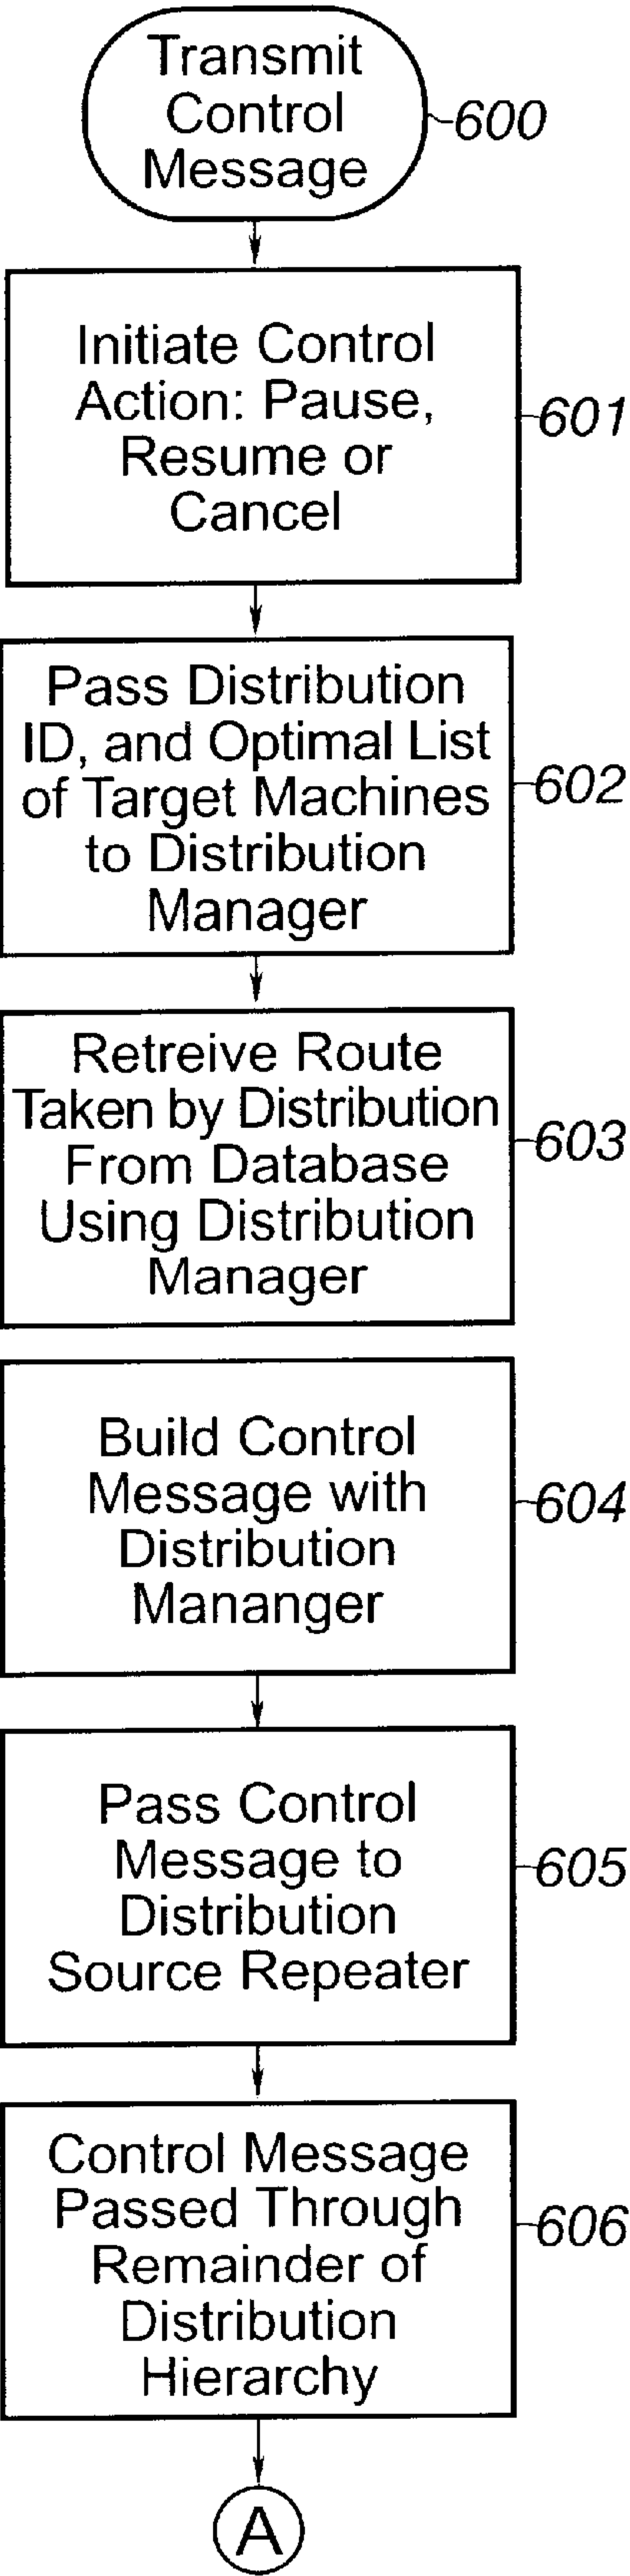 Transmit
Control
Message
600
Initiate Control
Action: Pause,
Resume or
Cancel
601
Pass Distribution
ID, and Optimal List
of Target Machines
to Distribution
Manager
602
Retreive Route
Taken by Distribution
From Database
Using Distribution
Manager
603
Build Control
Message with
Distribution
Mananger
604
Pass Control
Message to
Distribution
Source Repeater
605
Control Message
Passed Through
Remainder of
Distribution
Hierarchy
606
A